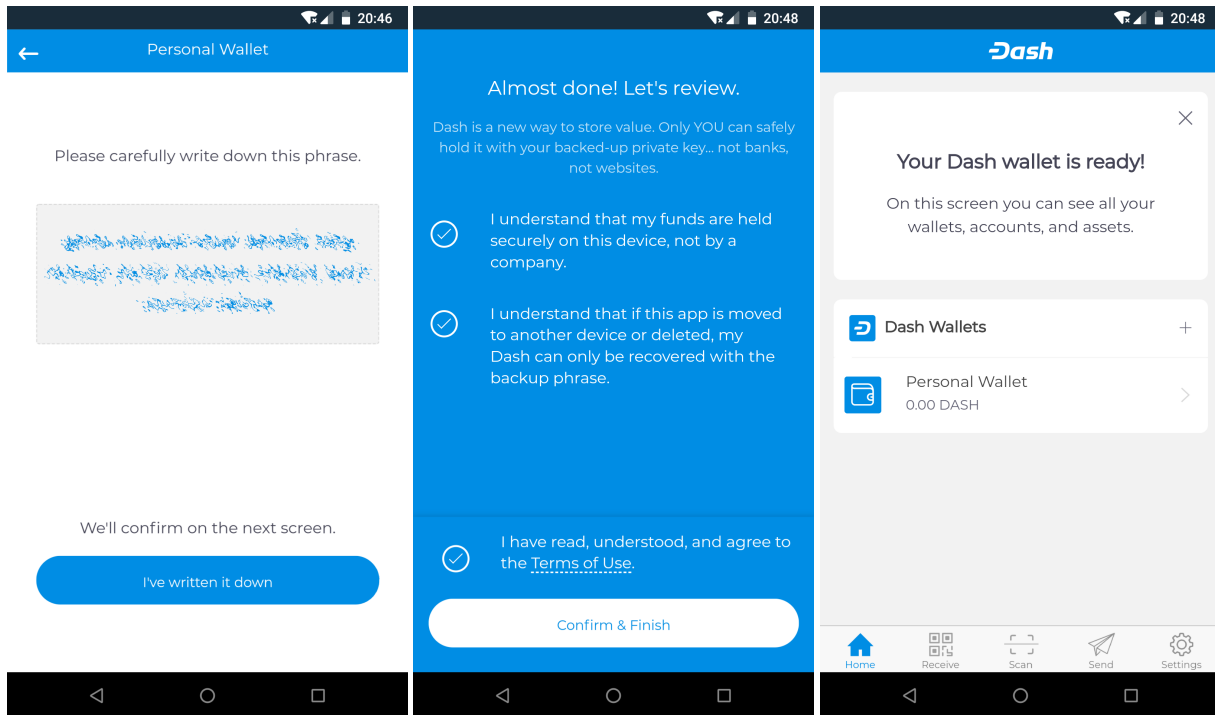 20:46
Personal Wallet
Please carefully write down this phrase.
We'll confirm on the next screen.
I've written it down
20:48
Almost done! Let's review.
Dash is a new way to store value. Only YOU can safely
hold it with your backed-up private key... not banks,
not websites.
I understand that my funds are held
securely on this device, not by a
company.
I understand that if this app is moved
to another device or deleted, my
Dash can only be recovered with the
backup phrase.
I have read, understood, and agree to
the Terms of Use.
Confirm & Finish
20:48
Dash
Your Dash wallet is ready!
On this screen you can see all your
wallets, accounts, and assets.
Dash Wallets
Personal Wallet
0.00 DASH
Home Receive Scan Send Settings